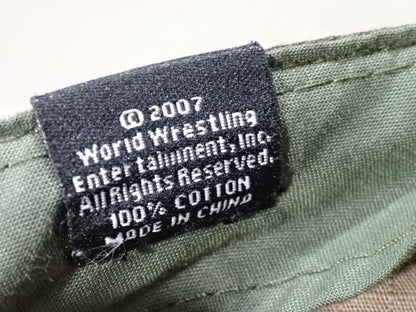 © 2007
World Wrestling
Entertainment, Inc.
All Rights Reserved.
100% COTTON
MADE IN CHINA